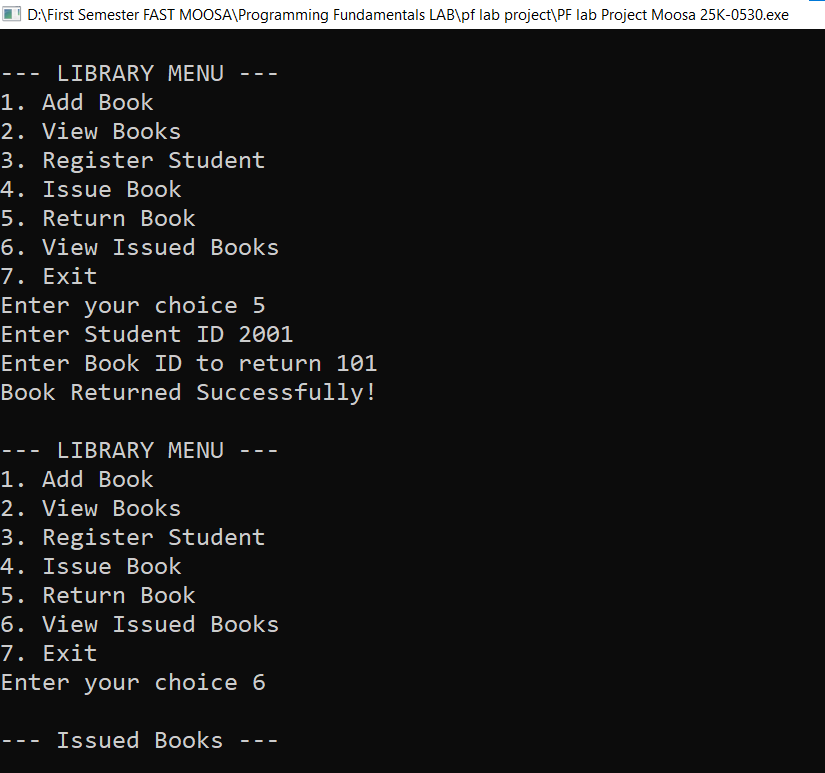 D:\First Semester FAST MOOSA\Programming Fundamentals LAB\pf lab project\PF lab Project Moosa 25K-0530.exe
--- LIBRARY MENU ---
1. Add Book
2. View Books
3. Register Student
4. Issue Book
5. Return Book
6. View Issued Books
7. Exit
Enter your choice 5
Enter Student ID 2001
Enter Book ID to return 101
Book Returned Successfully!
--- LIBRARY MENU ---
1. Add Book
2. View Books
3. Register Student
4. Issue Book
5. Return Book
6. View Issued Books
7. Exit
Enter your choice 6
--- Issued Books ---